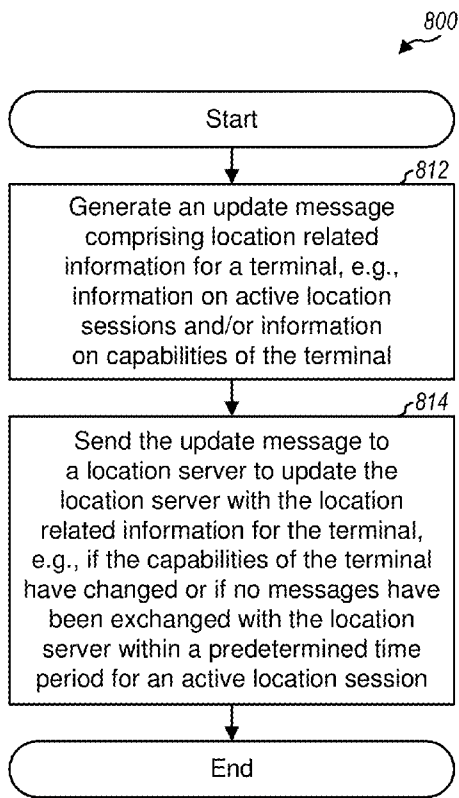 800
Start
812
Generate an update message
comprising location related
information for a terminal, e.g.,
information on active location
sessions and/or information
on capabilities of the terminal
814
Send the update message to
a location server to update the
location server with the location
related information for the terminal,
e.g., if the capabilities of the terminal
have changed or if no messages have
been exchanged with the location
server within a predetermined time
period for an active location session
End